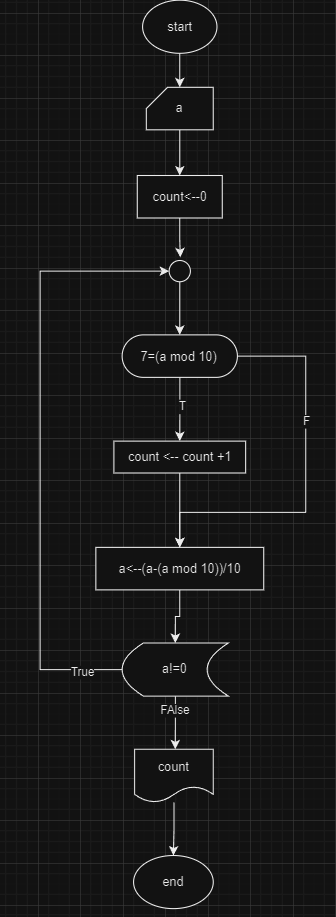 start
a
count<--0
7=(a mod 10)
T
F
count <-- count +1
a<--(a-(a mod 10))/10
a!=0
True
FAlse
count
end